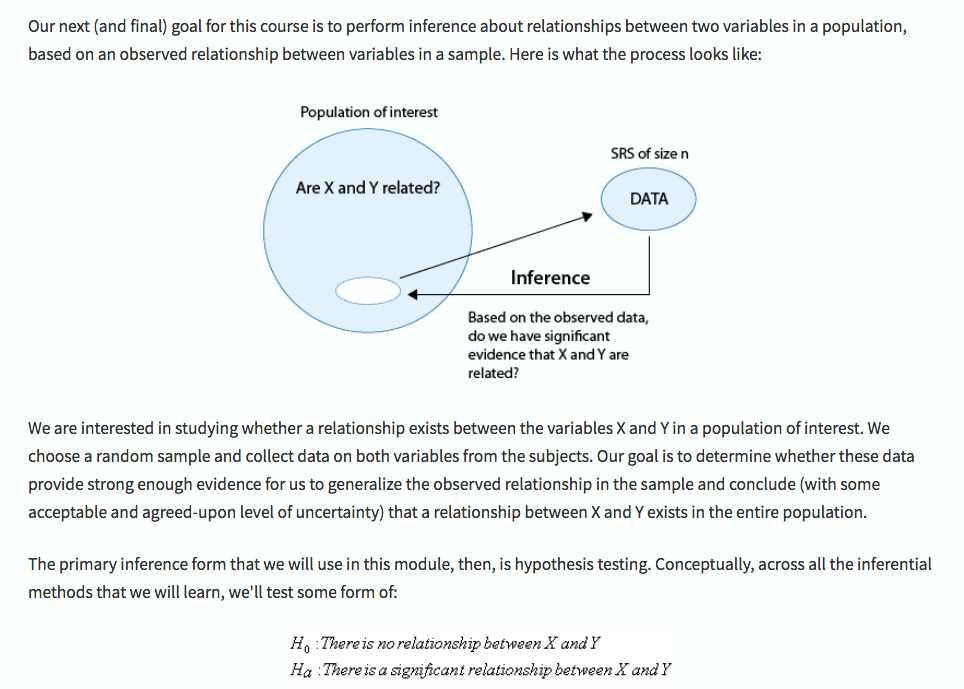 Our next (and final) goal for this course is to perform inference about relationships between two variables in a population,
based on an observed relationship between variables in a sample. Here is what the process looks like:
Population of interest
SRS of size n
Are X and Y related?
DATA
Inference
Based on the observed data,
do we have significant
evidence that X and Y are
related?
We are interested in studying whether a relationship exists between the variables X and Y in a population of interest. We
choose a random sample and collect data on both variables from the subjects. Our goal is to determine whether these data
provide strong enough evidence for us to generalize the observed relationship in the sample and conclude (with some
acceptable and agreed-upon level of uncertainty) that a relationship between X and Y exists in the entire population.
The primary inference form that we will use in this module, then, is hypothesis testing. Conceptually, across all the inferential
methods that we will learn, we'll test some form of:
H₀ : There is no relationship between X and Y
Ha : There is a significant relationship between X and Y